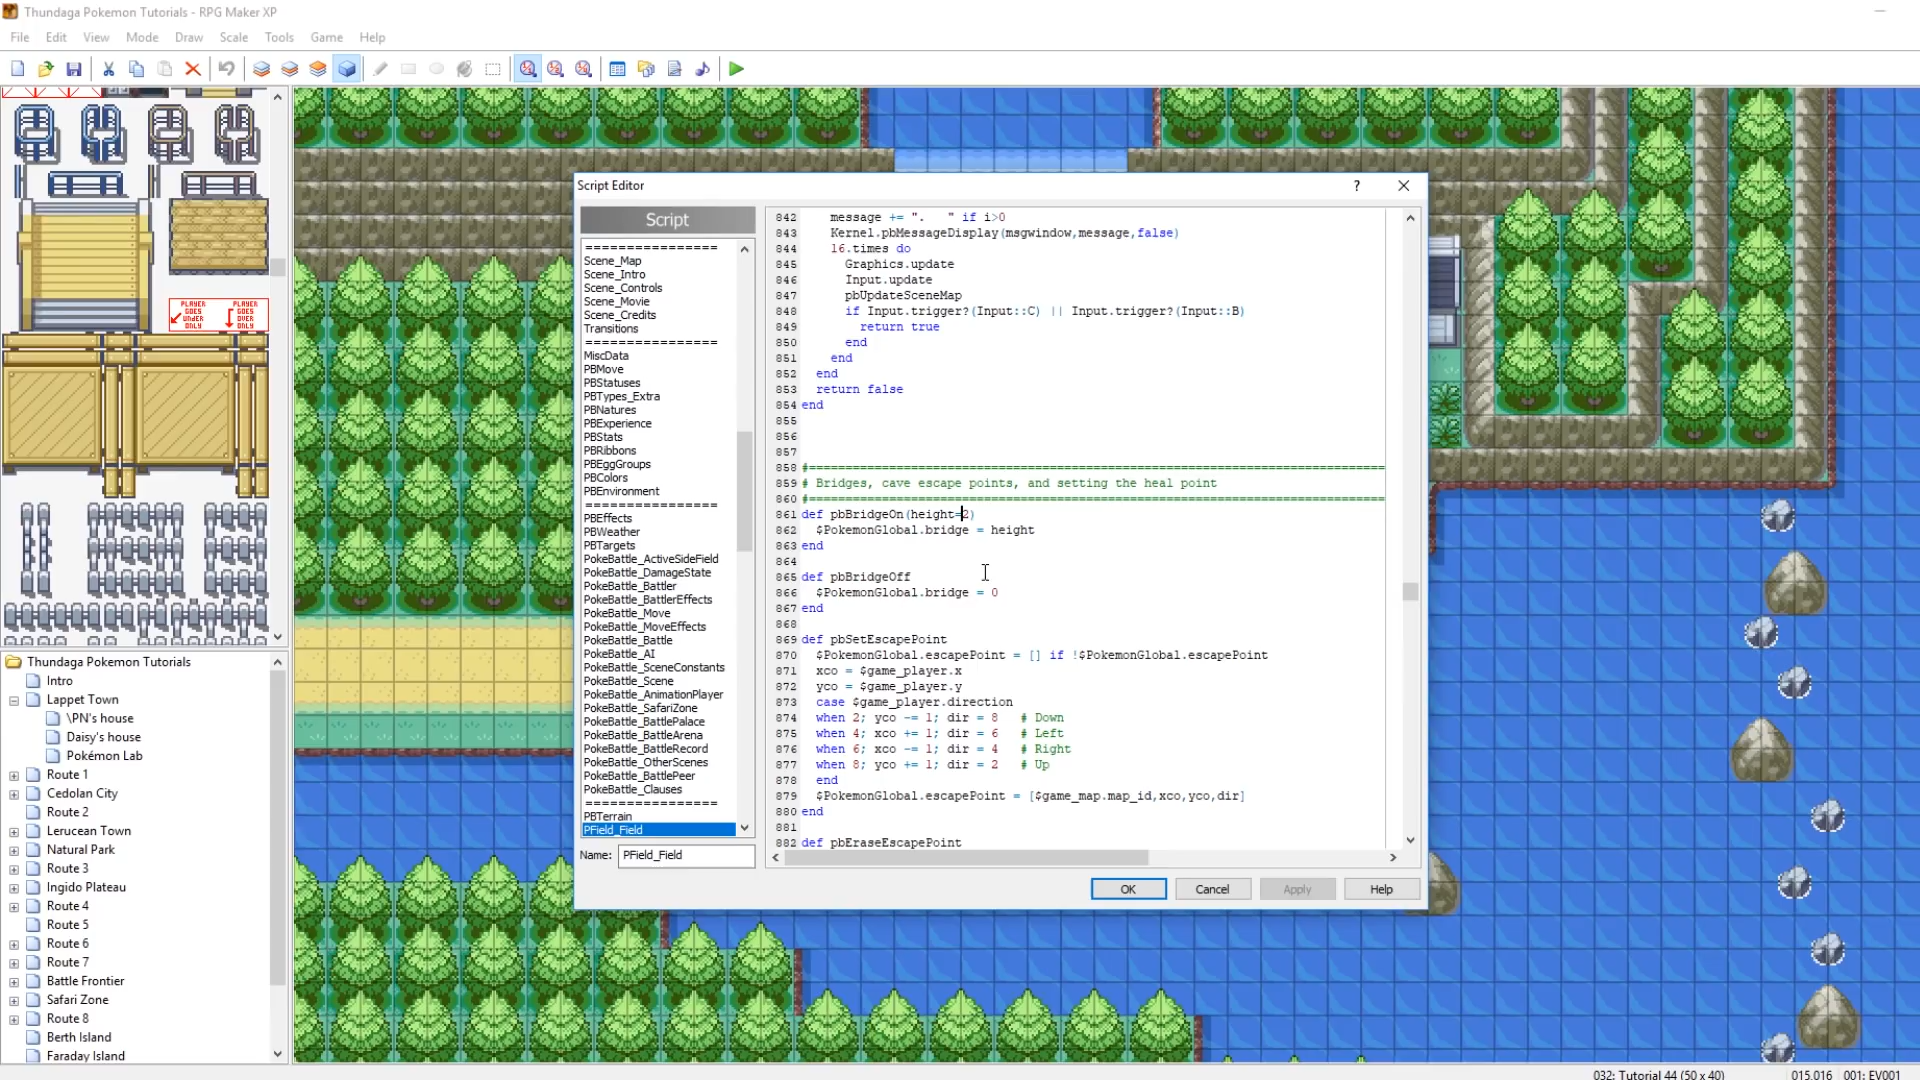 Thundaga Pokemon Tutorials - RPG Maker XP
File Edit View Mode Draw Scale Tools Game Help
PLAYER GOES UNDER ONLY
PLAYER GOES OVER ONLY
Thundaga Pokemon Tutorials
Intro
Lappet Town
\PN's house
Daisy's house
Pokémon Lab
Route 1
Cedolan City
Route 2
Lerucean Town
Natural Park
Route 3
Ingido Plateau
Route 4
Route 5
Route 6
Route 7
Battle Frontier
Safari Zone
Route 8
Berth Island
Faraday Island
Script Editor ?
Script
================
Scene_Map
Scene_Intro
Scene_Controls
Scene_Movie
Scene_Credits
Transitions
================
MiscData
PBMove
PBStatuses
PBTypes_Extra
PBNatures
PBExperience
PBStats
PBRibbons
PBEggGroups
PBColors
PBEnvironment
================
PBEffects
PBWeather
PBTargets
PokeBattle_ActiveSideField
PokeBattle_DamageState
PokeBattle_Battler
PokeBattle_BattlerEffects
PokeBattle_Move
PokeBattle_MoveEffects
PokeBattle_Battle
PokeBattle_AI
PokeBattle_SceneConstants
PokeBattle_Scene
PokeBattle_AnimationPlayer
PokeBattle_SafariZone
PokeBattle_BattlePalace
PokeBattle_BattleArena
PokeBattle_BattleRecord
PokeBattle_OtherScenes
PokeBattle_BattlePeer
PokeBattle_Clauses
================
PBTerrain
PField_Field
Name: PField_Field
842 message += ".   " if i>0
843 Kernel.pbMessageDisplay(msgwindow,message,false)
844 16.times do
845 Graphics.update
846 Input.update
847 pbUpdateSceneMap
848 if Input.trigger?(Input::C) || Input.trigger?(Input::B)
849 return true
850 end
851 end
852 end
853 return false
854 end
855
856
857
858 #===============================================================================
859 # Bridges, cave escape points, and setting the heal point
860 #===============================================================================
861 def pbBridgeOn(height=2)
862 $PokemonGlobal.bridge = height
863 end
864
865 def pbBridgeOff
866 $PokemonGlobal.bridge = 0
867 end
868
869 def pbSetEscapePoint
870 $PokemonGlobal.escapePoint = [] if !$PokemonGlobal.escapePoint
871 xco = $game_player.x
872 yco = $game_player.y
873 case $game_player.direction
874 when 2; yco -= 1; dir = 8   # Down
875 when 4; xco += 1; dir = 6   # Left
876 when 6; xco -= 1; dir = 4   # Right
877 when 8; yco += 1; dir = 2   # Up
878 end
879 $PokemonGlobal.escapePoint = [$game_map.map_id,xco,yco,dir]
880 end
881
882 def pbEraseEscapePoint
OK Cancel Apply Help
032: Tutorial 44 (50 x 40) 015.016 001: EV001